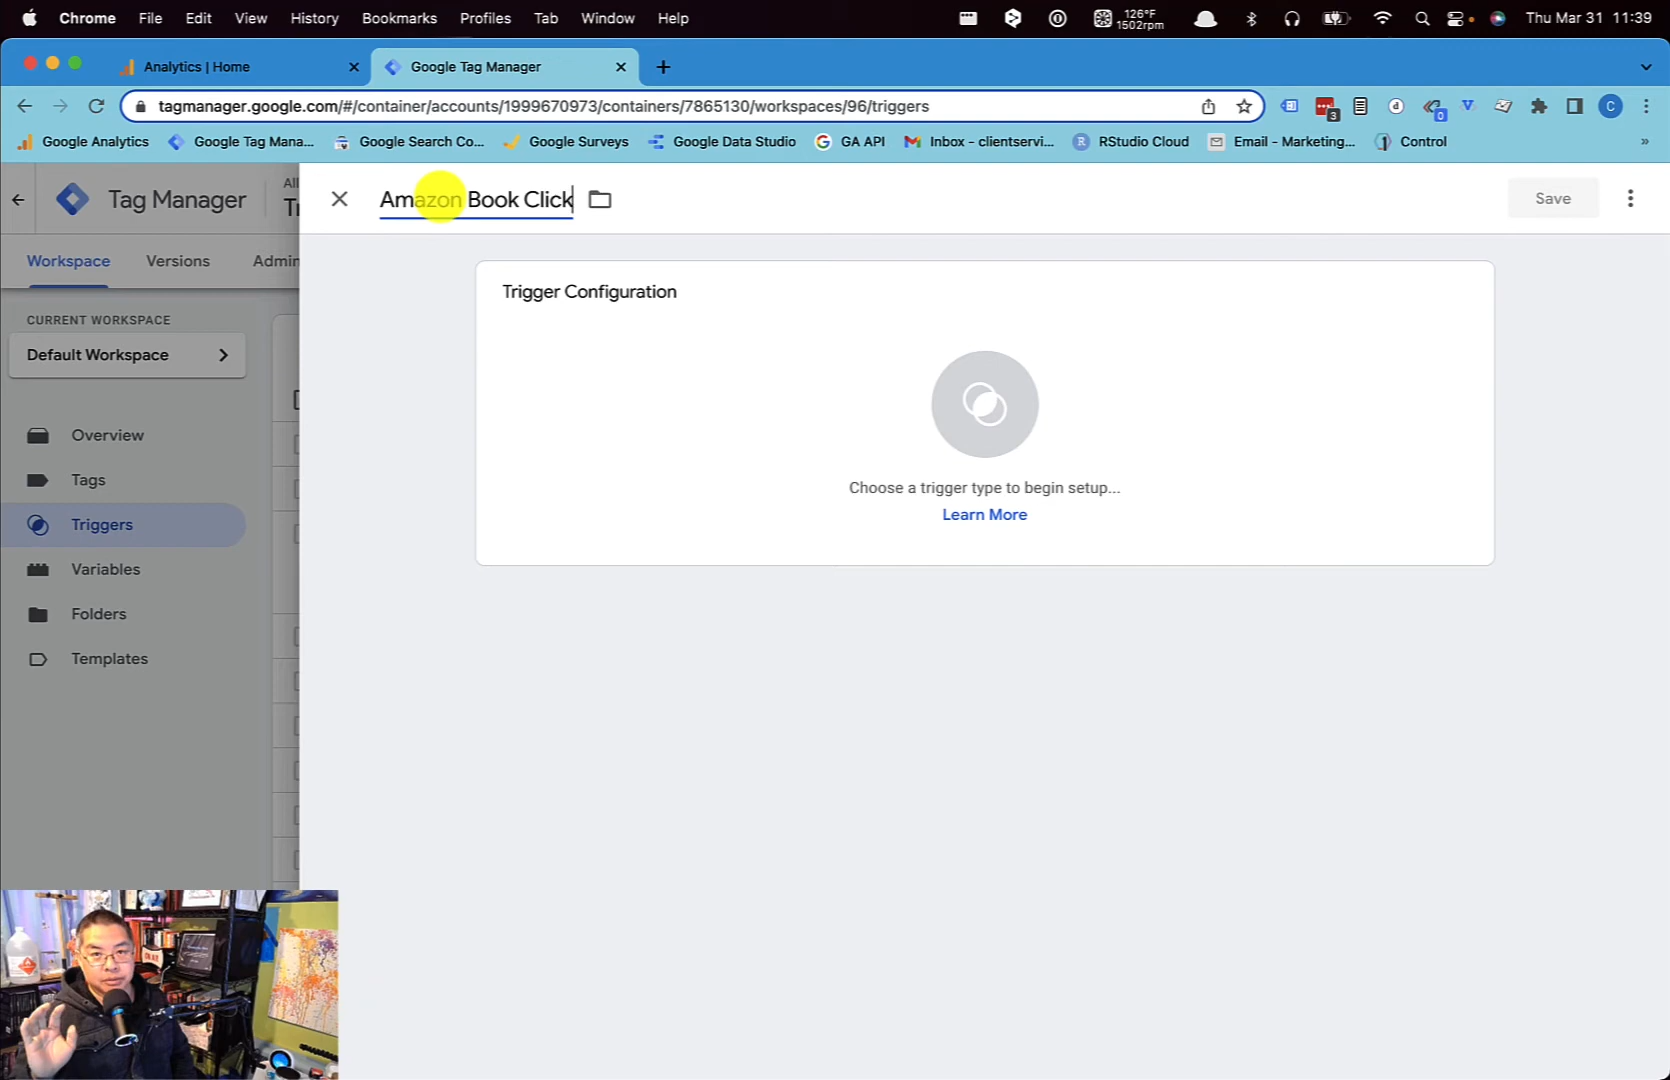 Chrome File Edit View History Bookmarks Profiles Tab Window Help 126°F 1502rpm Thu Mar 31 11:39
Analytics | Home Google Tag Manager
tagmanager.google.com/#/container/accounts/1999670973/containers/7865130/workspaces/96/triggers 3 d 0 C
Google Analytics Google Tag Mana... Google Search Co... Google Surveys Google Data Studio GA API Inbox - clientservi... RStudio Cloud Email - Marketing... Control »
Tag Manager All
Tr
Amazon Book Click Save
Workspace Versions Admin
Trigger Configuration
CURRENT WORKSPACE
Default Workspace
Overview
Tags
Triggers
Variables
Folders
Templates
Choose a trigger type to begin setup...
Learn More